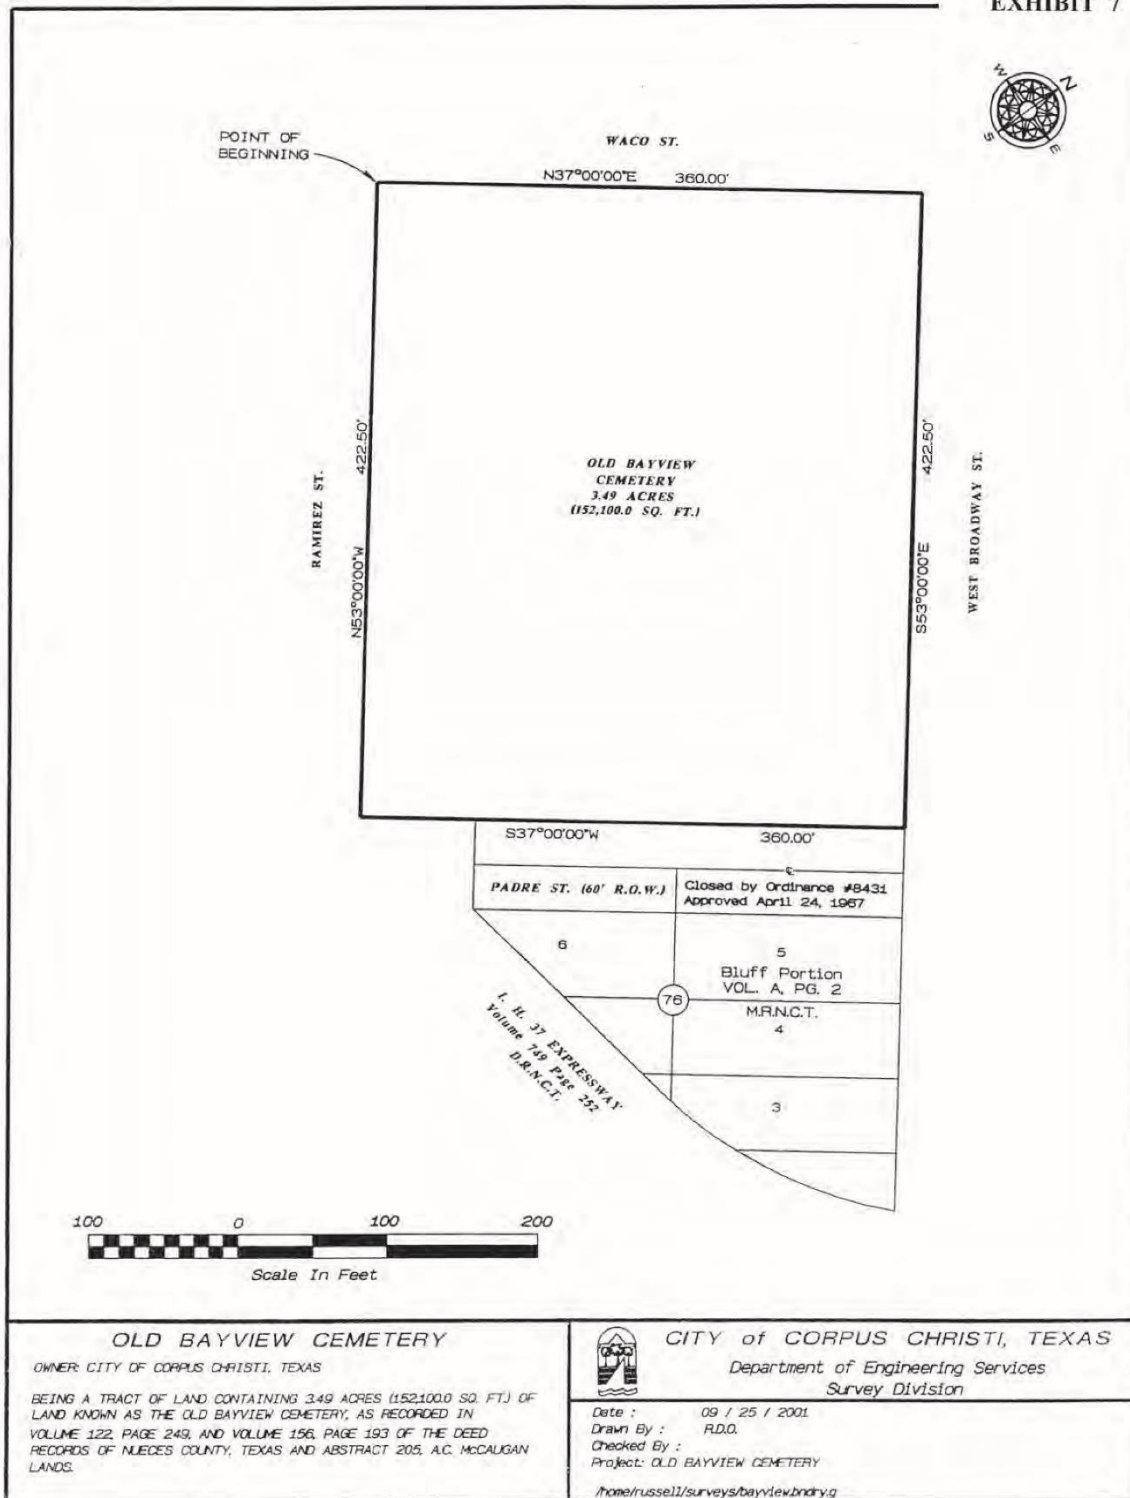 EXHIBIT 7
W
N
S
E
POINT OF
BEGINNING
WACO ST.
N37°00'00"E 360.00'
RAMIREZ ST.
N53°00'00"W 422.50'
OLD BAYVIEW
CEMETERY
3.49 ACRES
(152,100.0 SQ. FT.)
S53°00'00"E 422.50'
WEST BROADWAY ST.
S37°00'00"W 360.00'
PADRE ST. (60' R.O.W.)
Closed by Ordinance #8431
Approved April 24, 1967
6
5
Bluff Portion
VOL. A, PG. 2
76
M.R.N.C.T.
4
I. H. 37 EXPRESSWAY
Volume 749 Page 252
D.R.N.C.T.
3
100 0 100 200
Scale In Feet
OLD BAYVIEW CEMETERY
OWNER: CITY OF CORPUS CHRISTI, TEXAS
BEING A TRACT OF LAND CONTAINING 3.49 ACRES (152,100.0 SQ. FT.) OF
LAND KNOWN AS THE OLD BAYVIEW CEMETERY, AS RECORDED IN
VOLUME 122, PAGE 249, AND VOLUME 156, PAGE 193 OF THE DEED
RECORDS OF NUECES COUNTY, TEXAS AND ABSTRACT 205, A.C. McCAUGAN
LANDS.
CITY of CORPUS CHRISTI, TEXAS
Department of Engineering Services
Survey Division
Date : 09 / 25 / 2001
Drawn By : R.D.O.
Checked By :
Project: OLD BAYVIEW CEMETERY
/home/russell/surveys/bayview.bndry.g